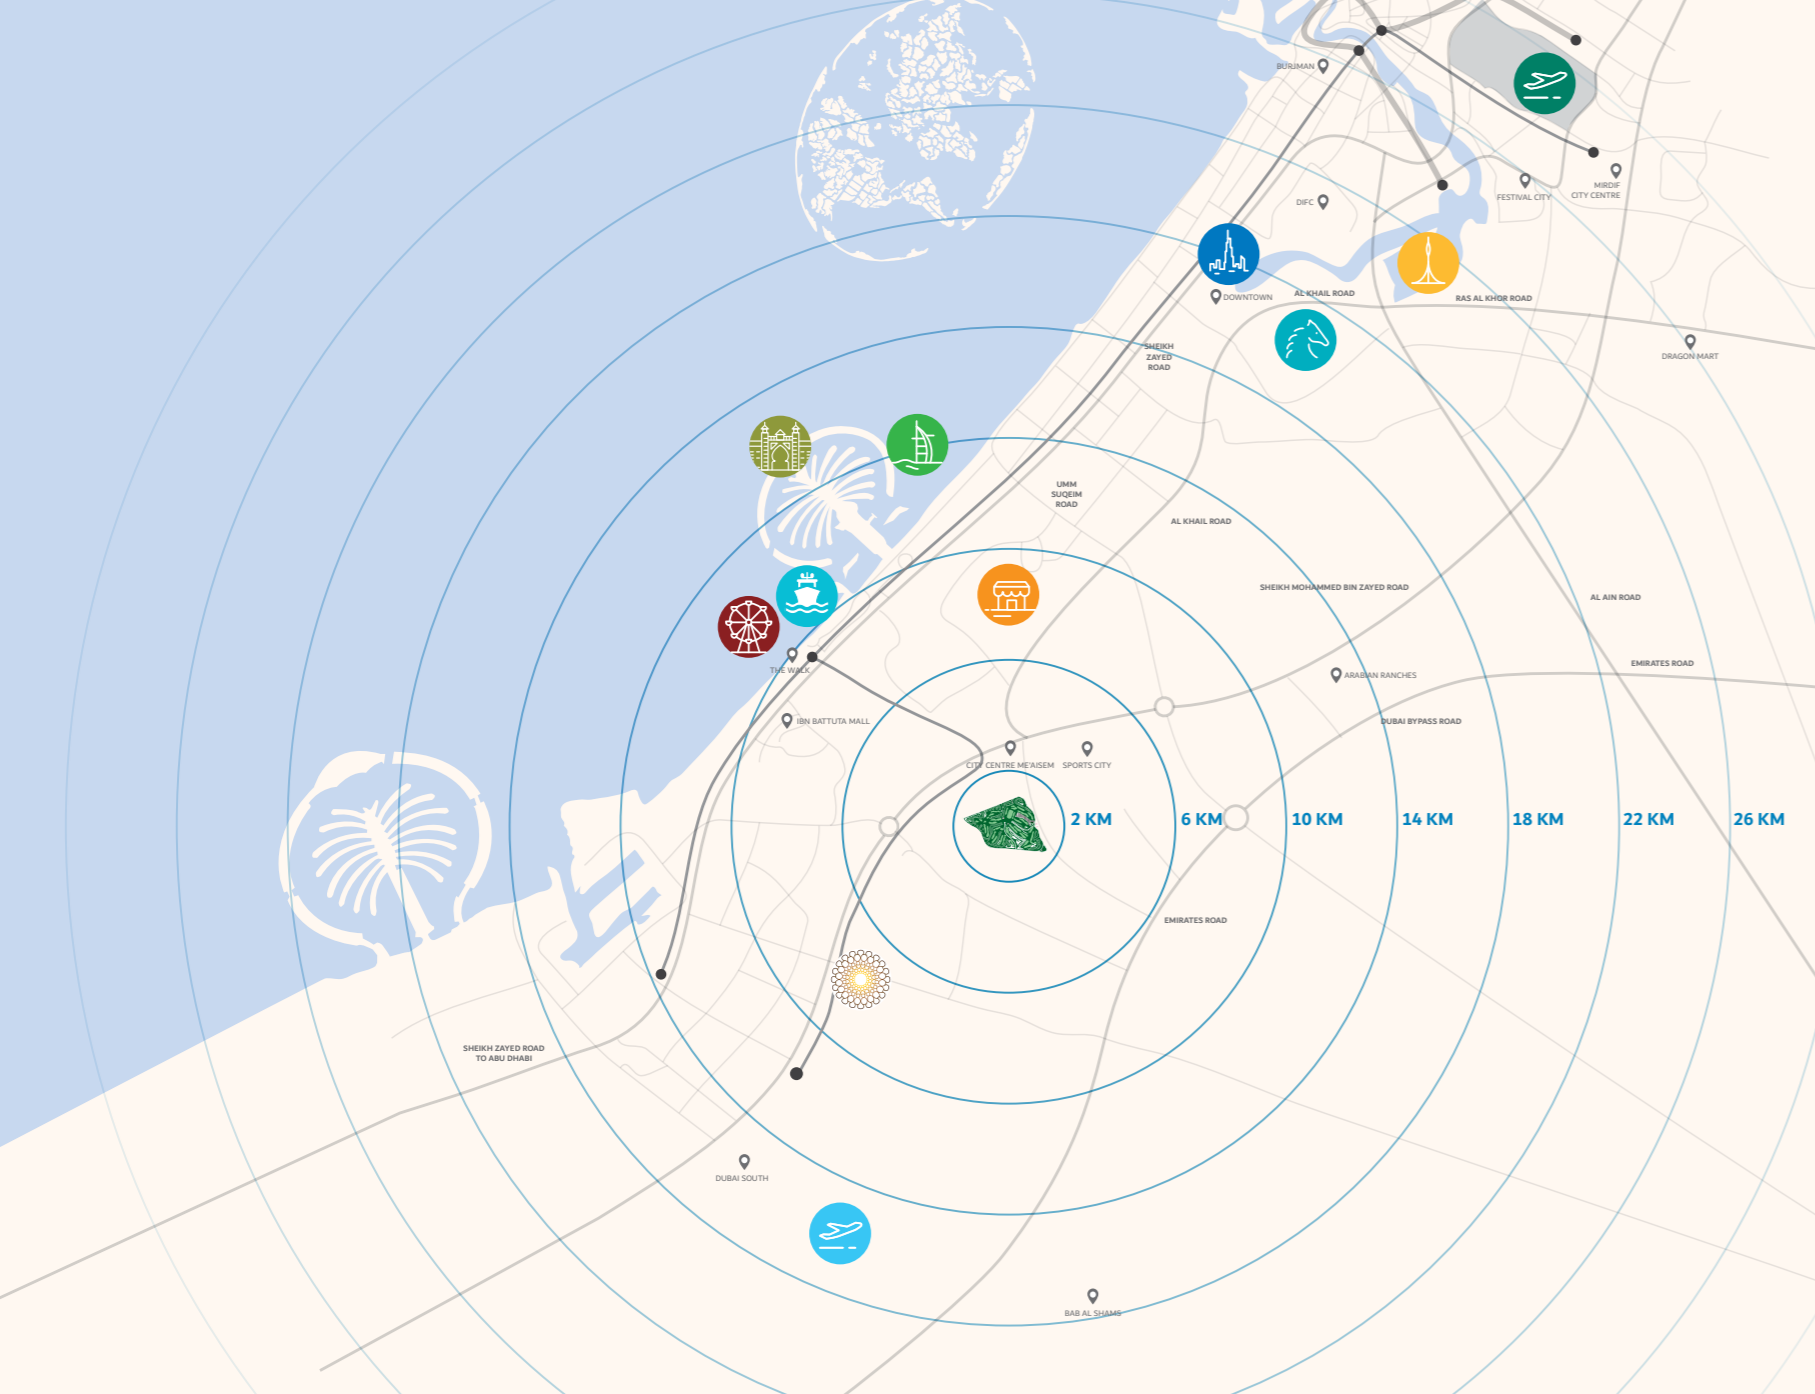 BURJMAN
MIRDIF
CITY CENTRE
FESTIVAL CITY
DIFC
DOWNTOWN
AL KHAIL ROAD
RAS AL KHOR ROAD
SHEIKH
ZAYED
ROAD
DRAGON MART
UMM
SUQEIM
ROAD
AL KHAIL ROAD
SHEIKH MOHAMMED BIN ZAYED ROAD
AL AIN ROAD
THE WALK
EMIRATES ROAD
ARABIAN RANCHES
IBN BATTUTA MALL
DUBAI BYPASS ROAD
CITY CENTRE ME'AISEM
SPORTS CITY
2 KM
6 KM
10 KM
14 KM
18 KM
22 KM
26 KM
EMIRATES ROAD
SHEIKH ZAYED ROAD
TO ABU DHABI
DUBAI SOUTH
BAB AL SHAMS